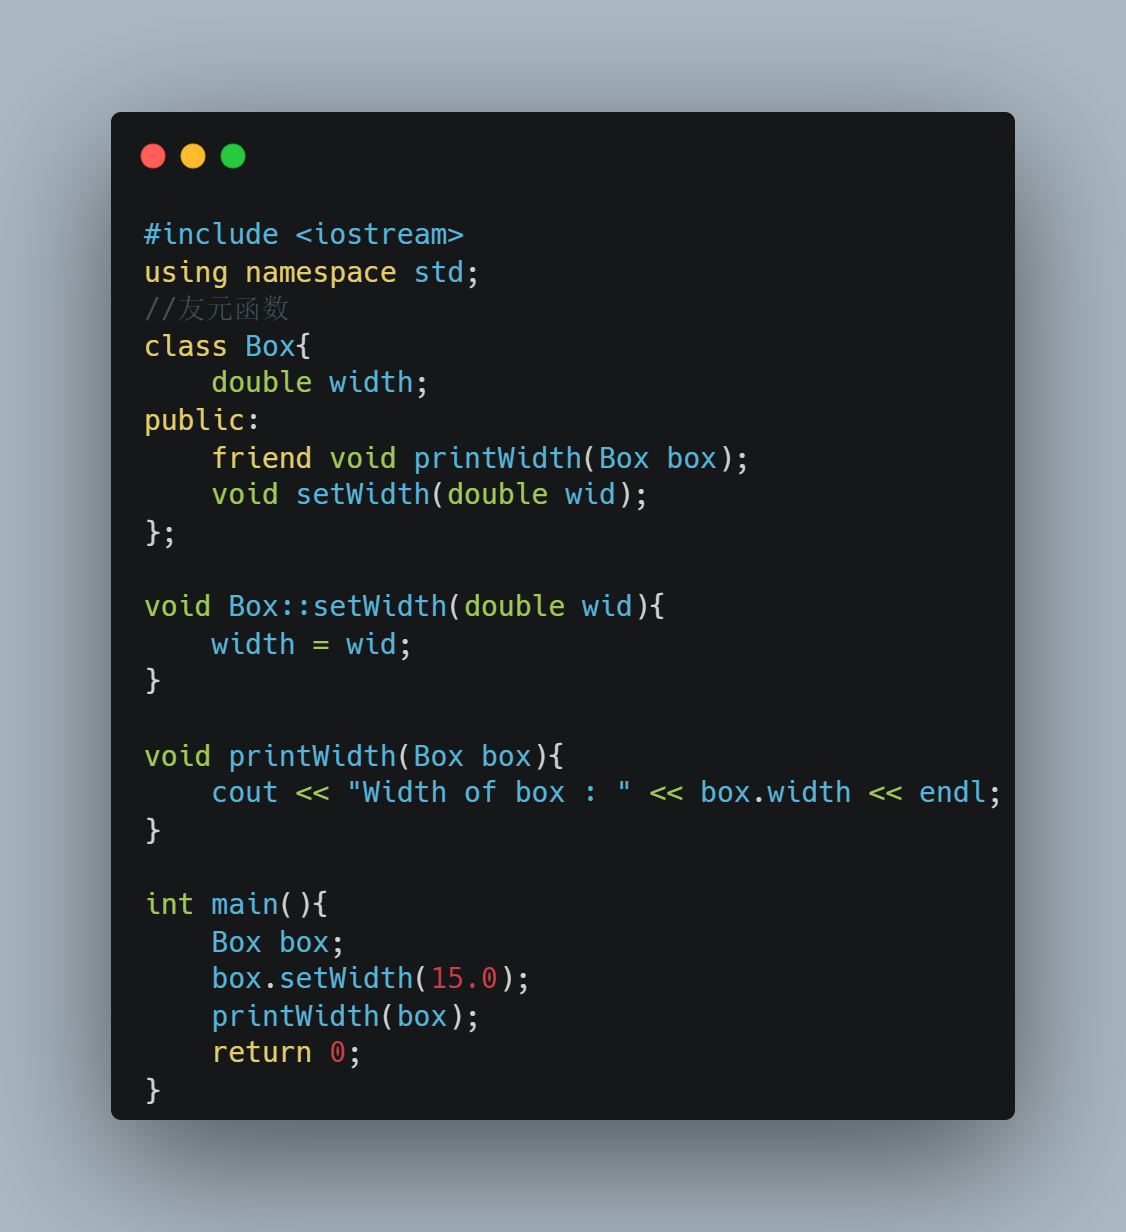 #include <iostream>
using namespace std;
//友元函数
class Box{
    double width;
public:
    friend void printWidth(Box box);
    void setWidth(double wid);
};

void Box::setWidth(double wid){
    width = wid;
}

void printWidth(Box box){
    cout << "Width of box : " << box.width << endl;
}

int main(){
    Box box;
    box.setWidth(15.0);
    printWidth(box);
    return 0;
}